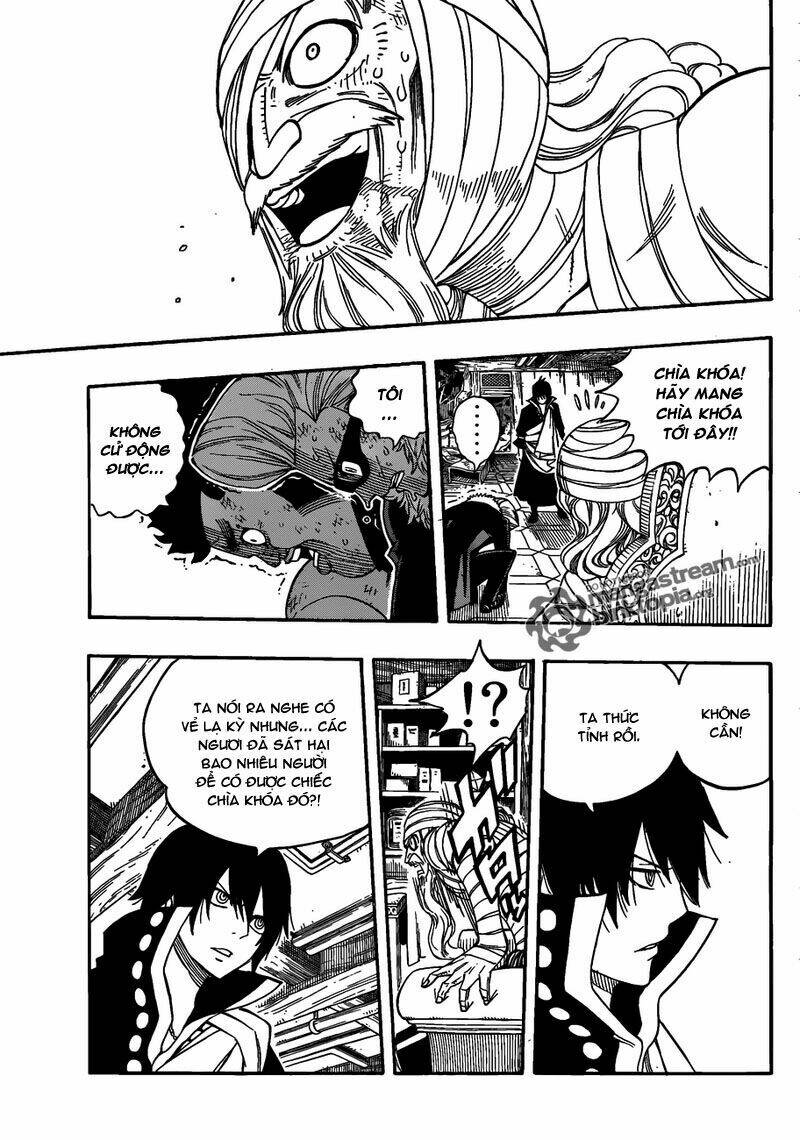 CHÌA KHÓA!
HÃY MANG
CHÌA KHÓA
TỚI ĐÂY!!
TÔI
...
KHÔNG
CỬ ĐỘNG
ĐƯỢC...
mangastream.com
KHÔNG
CẦN!
TA THỨC
TỈNH RỒI.
!?
TA NÓI RA NGHE CÓ
VẺ LẠ KỲ NHƯNG... CÁC
NGƯƠI ĐÃ SÁT HẠI
BAO NHIÊU NGƯỜI
ĐỂ CÓ ĐƯỢC CHIẾC
CHÌA KHÓA ĐÓ?!